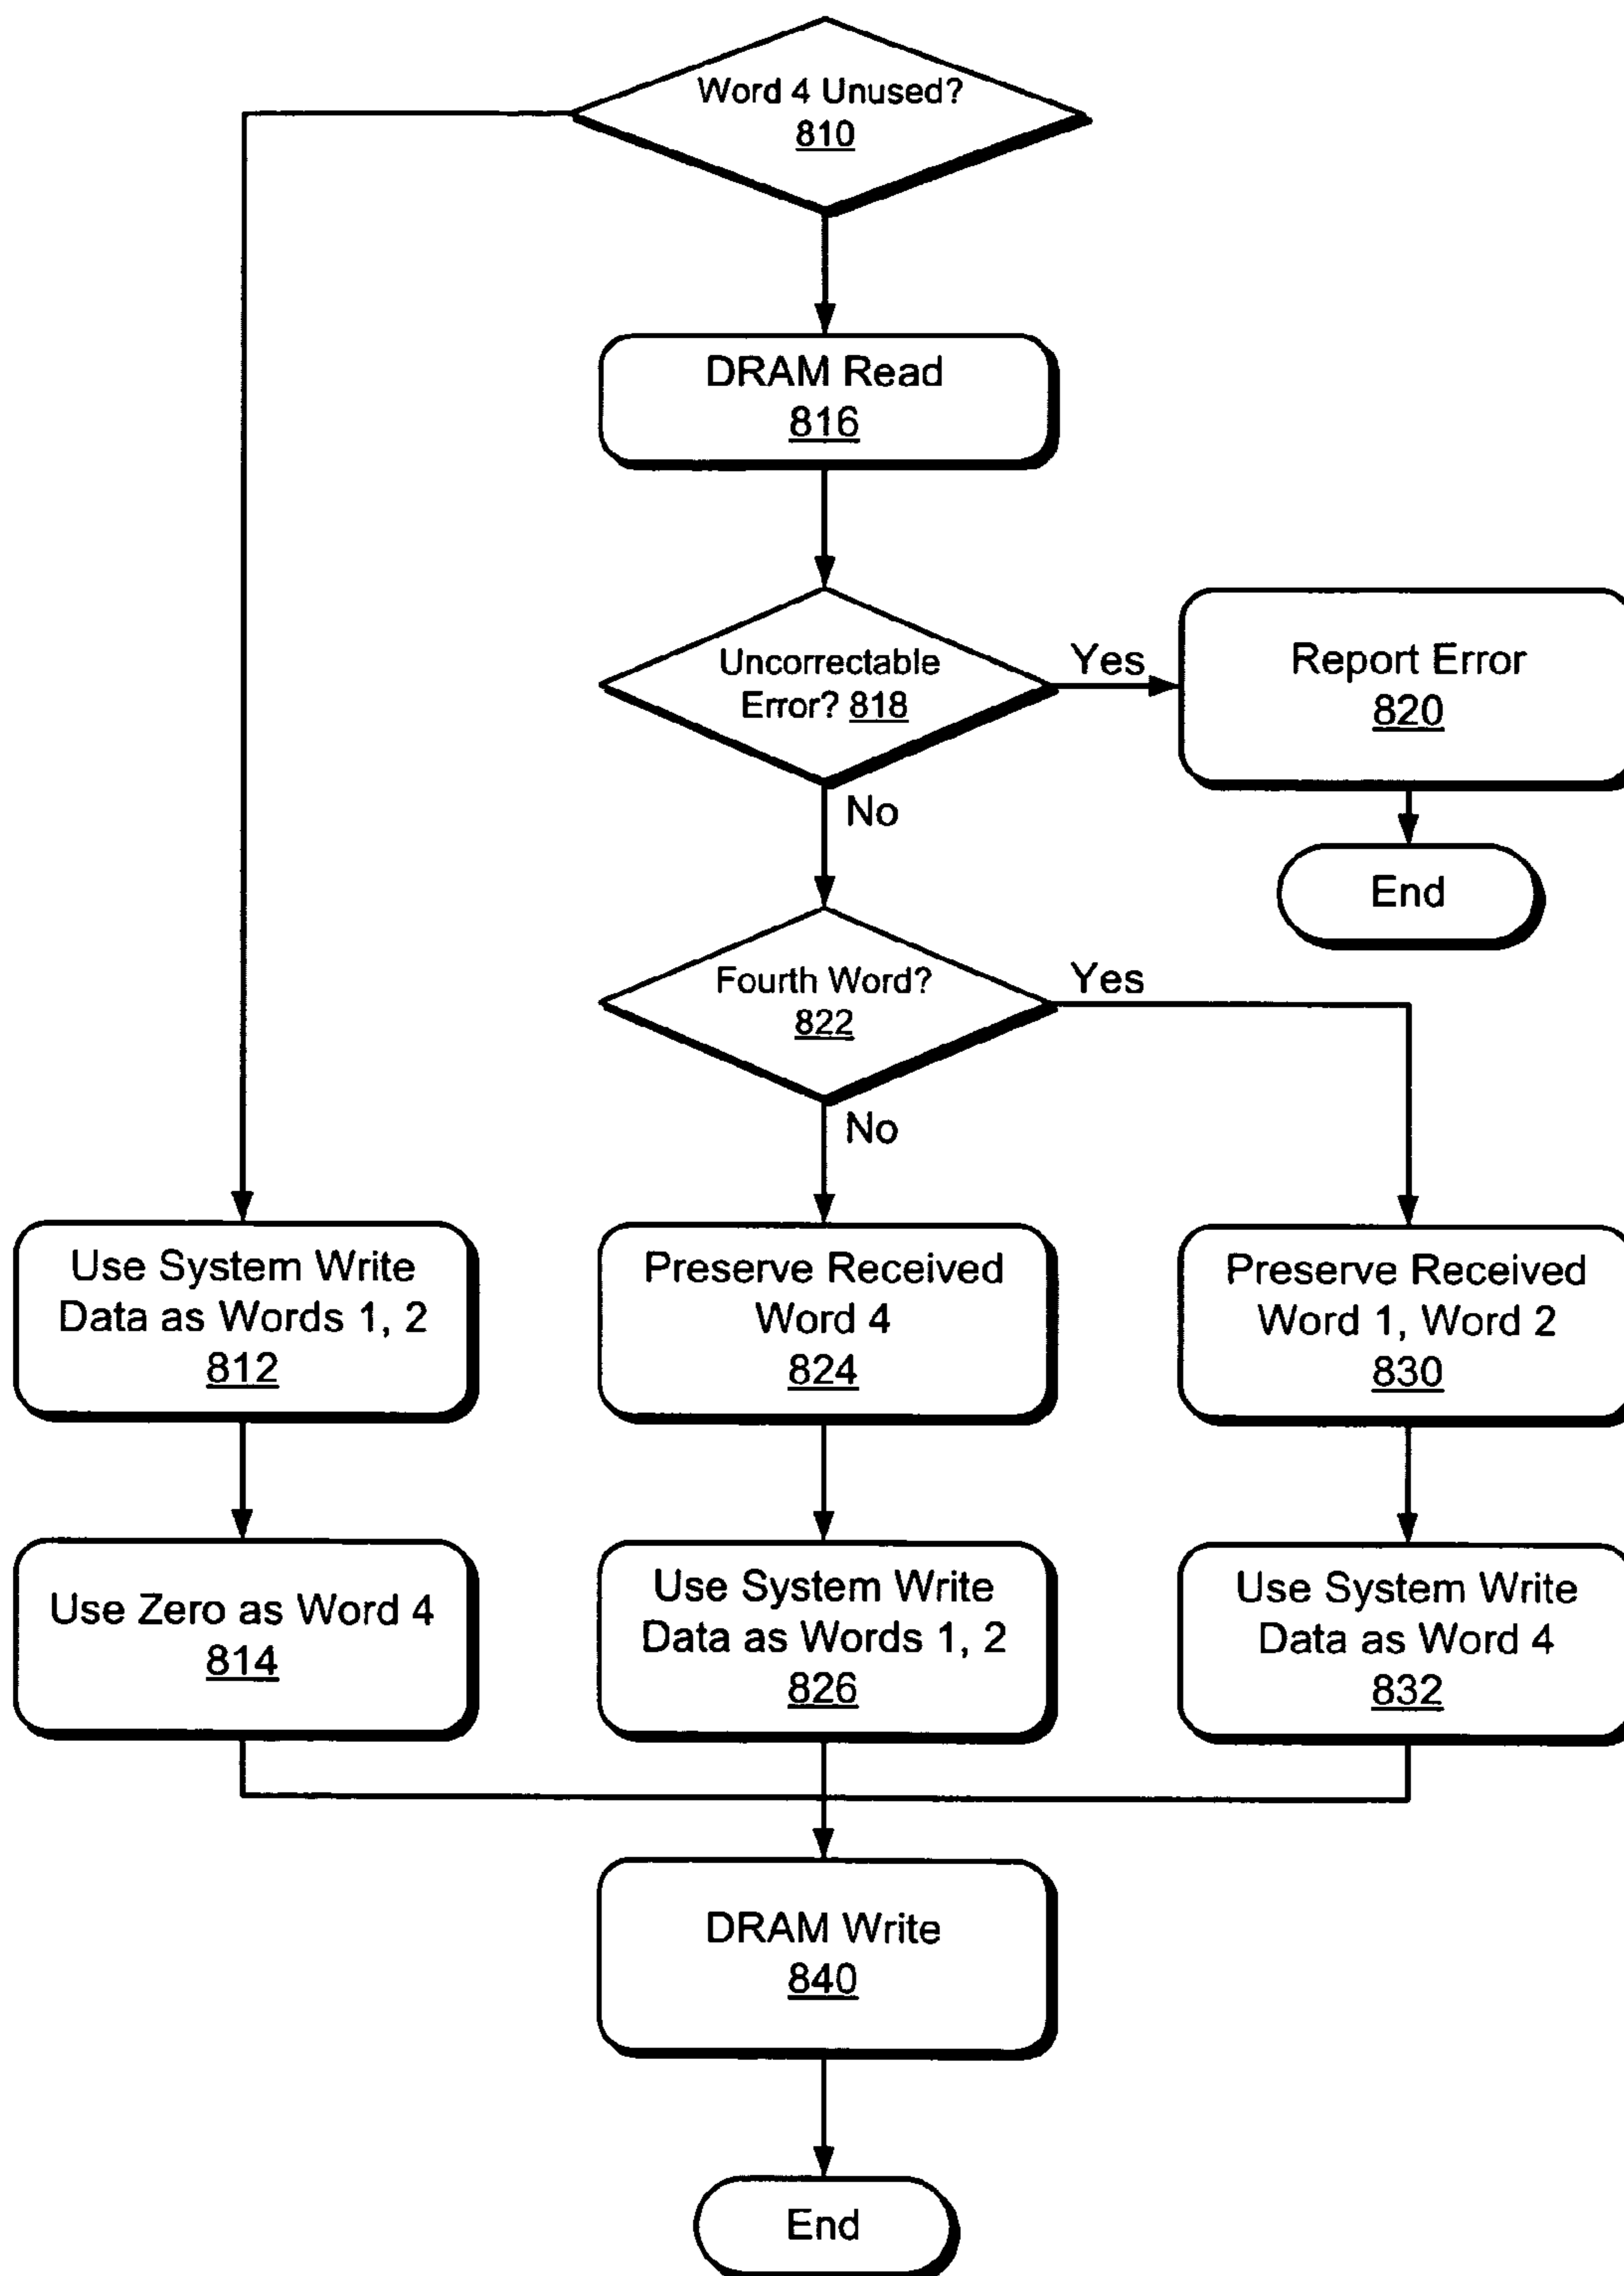 Word 4 Unused?
810
DRAM Read
816
Uncorrectable
Error? 818
Yes
Report Error
820
No
End
Fourth Word?
822
Yes
No
Use System Write
Data as Words 1, 2
812
Preserve Received
Word 4
824
Preserve Received
Word 1, Word 2
830
Use Zero as Word 4
814
Use System Write
Data as Words 1, 2
826
Use System Write
Data as Word 4
832
DRAM Write
840
End